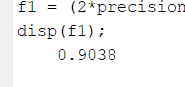 f1 = (2*precision
disp(f1);
0.9038